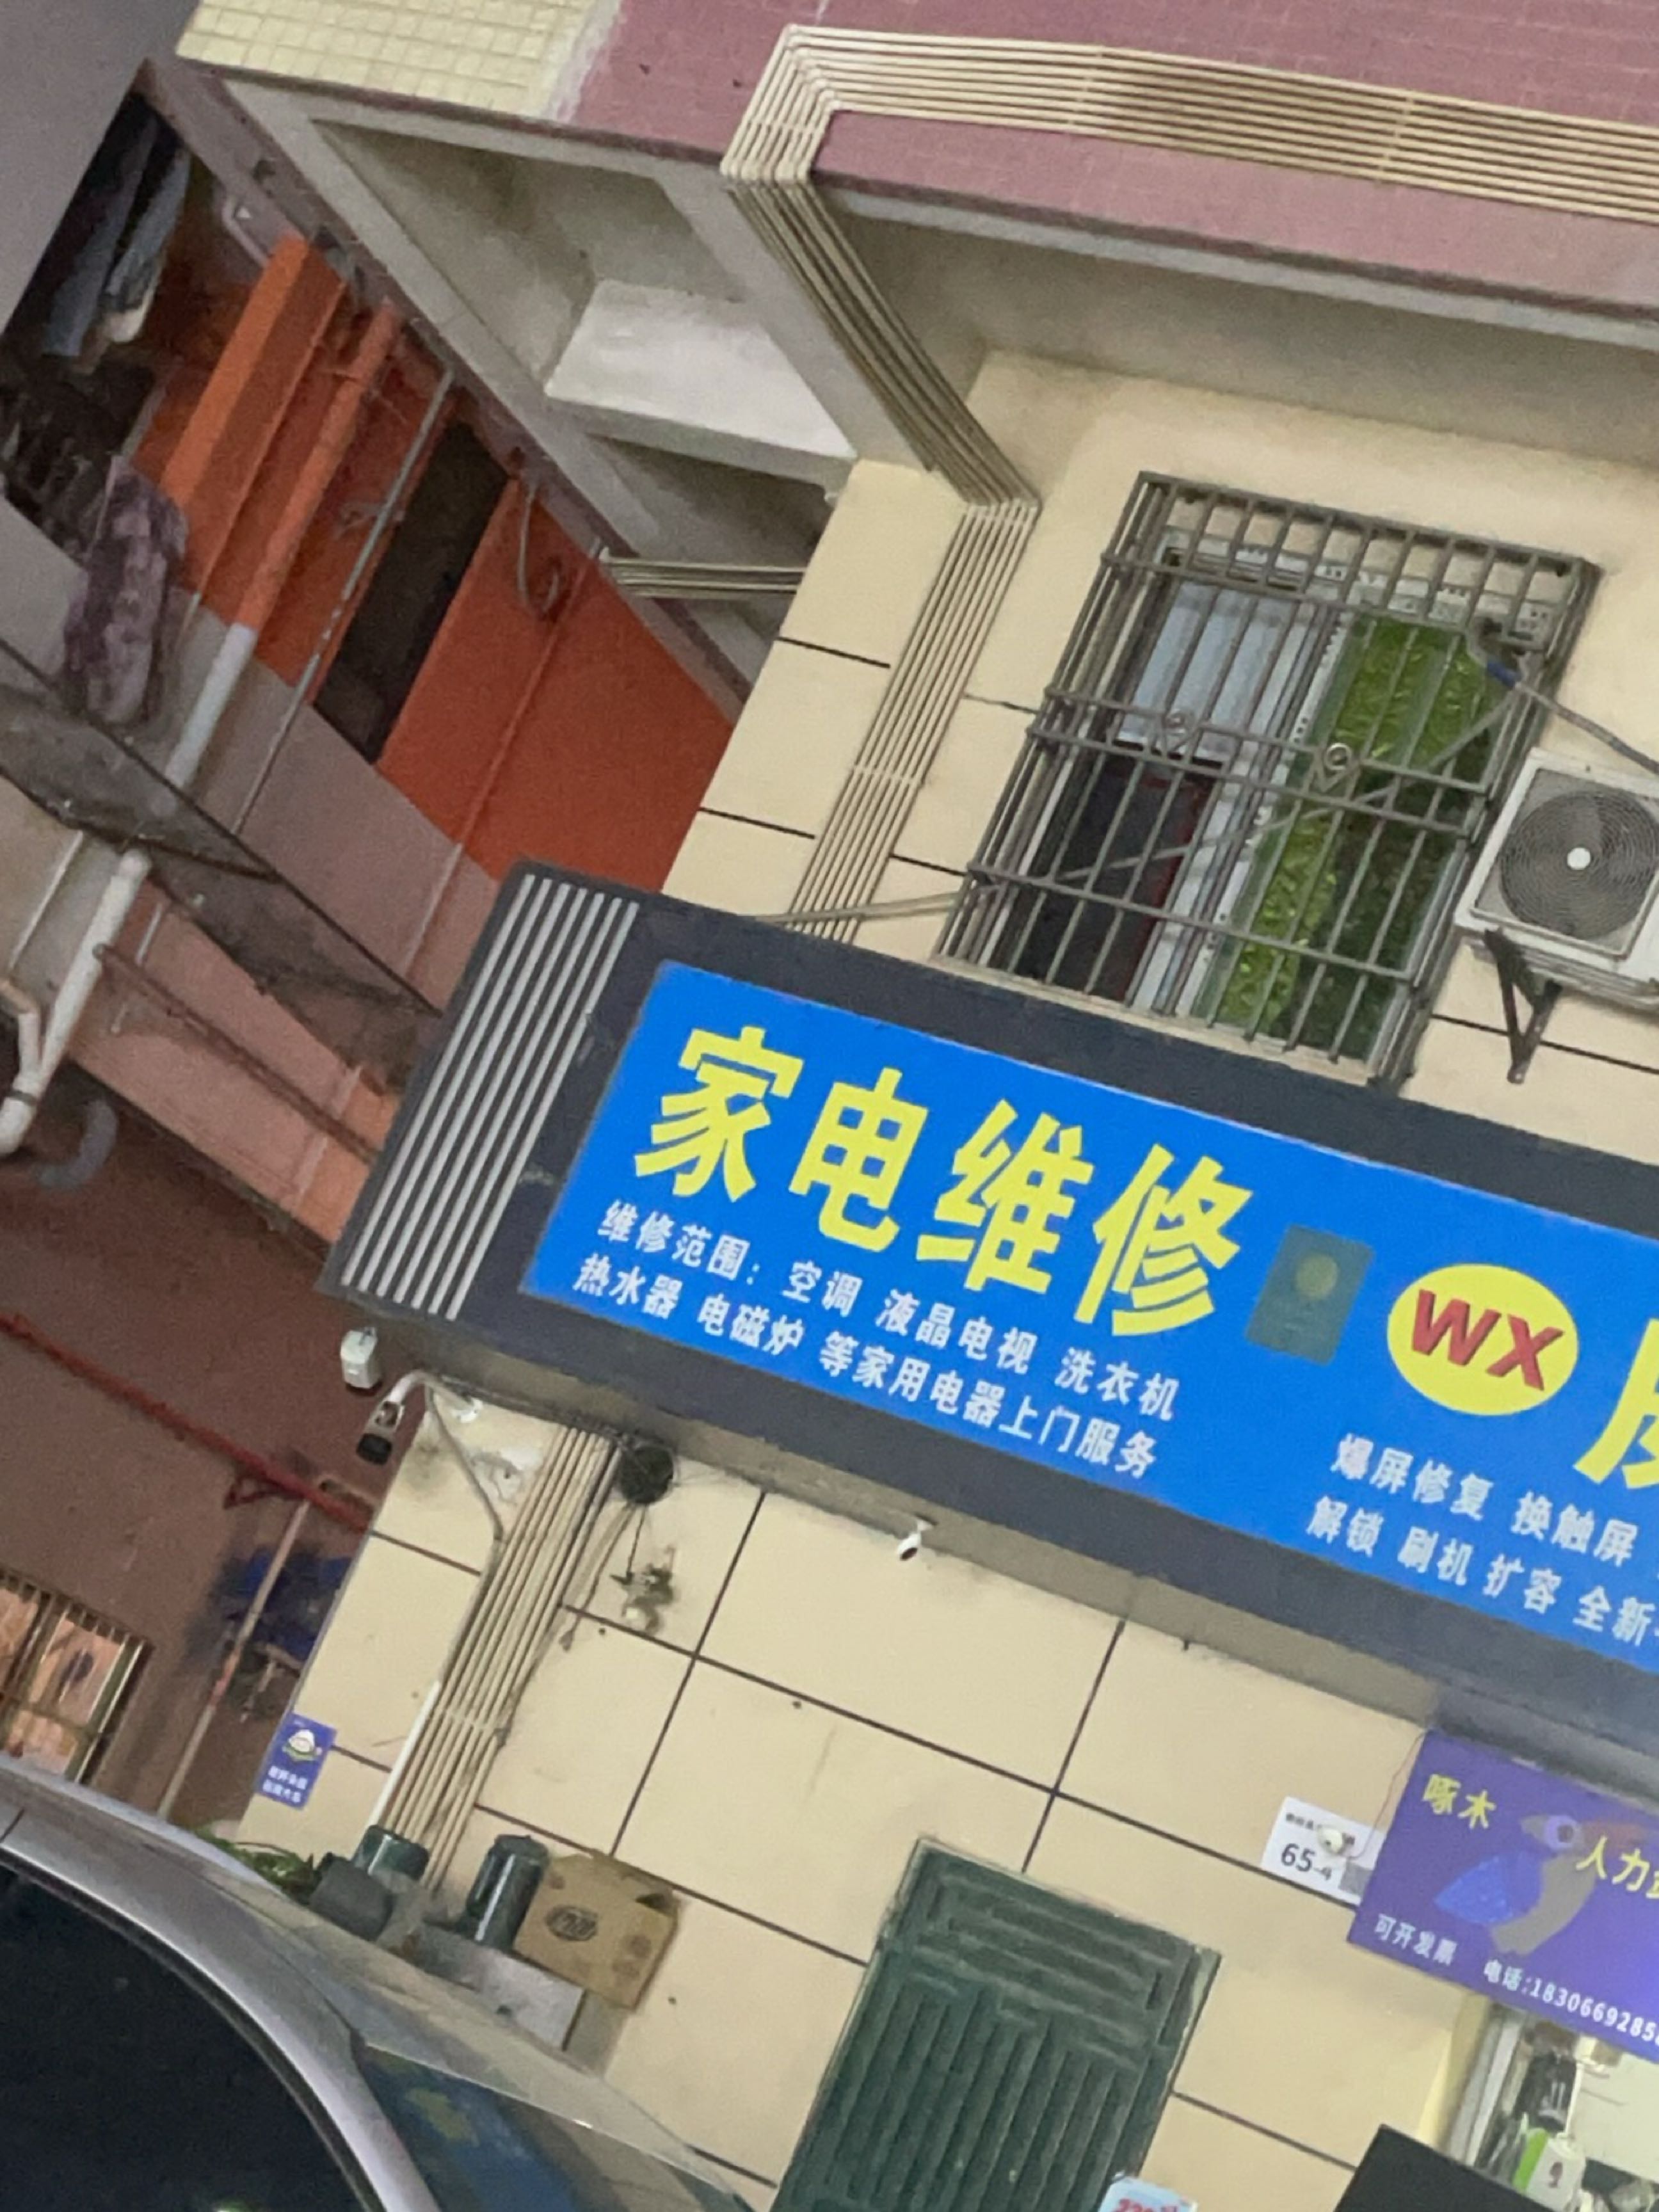 家电维修
维修范围：空调 液晶电视 洗衣机
热水器 电磁炉 等家用电器上门服务
WX
爆屏修复 换触屏
解锁 刷机 扩容 全新
65-4
啄木
人力
可开发票 电话:1830669285